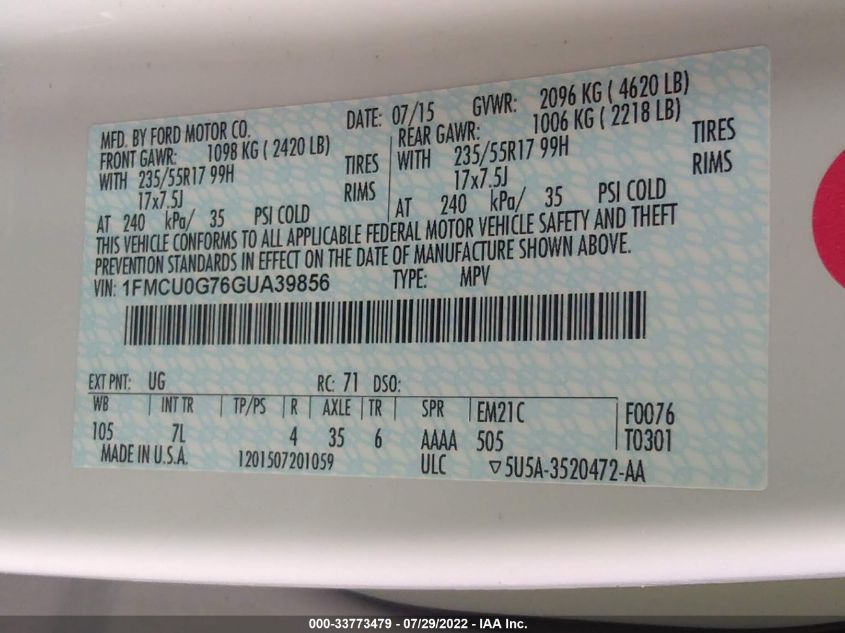 MFD. BY FORD MOTOR CO.
DATE: 07/15 GVWR: 2096 KG ( 4620 LB)
FRONT GAWR: 1098 KG ( 2420 LB)
REAR GAWR: 1006 KG ( 2218 LB)
WITH 235/55R17 99H TIRES
WITH 235/55R17 99H TIRES
17x7.5J RIMS
17x7.5J RIMS
AT 240 kPa/ 35 PSI COLD
AT 240 kPa/ 35 PSI COLD
THIS VEHICLE CONFORMS TO ALL APPLICABLE FEDERAL MOTOR VEHICLE SAFETY AND THEFT
PREVENTION STANDARDS IN EFFECT ON THE DATE OF MANUFACTURE SHOWN ABOVE.
VIN: 1FMCU0G76GUA39856 TYPE: MPV
EXT PNT: UG RC: 71 DSO:
WB INT TR TP/PS R AXLE TR SPR EM21C F0076
105 7L 4 35 6 AAAA 505 T0301
MADE IN U.S.A. 1201507201059 ULC ▽5U5A-3520472-AA
000-33773479 - 07/29/2022 - IAA Inc.